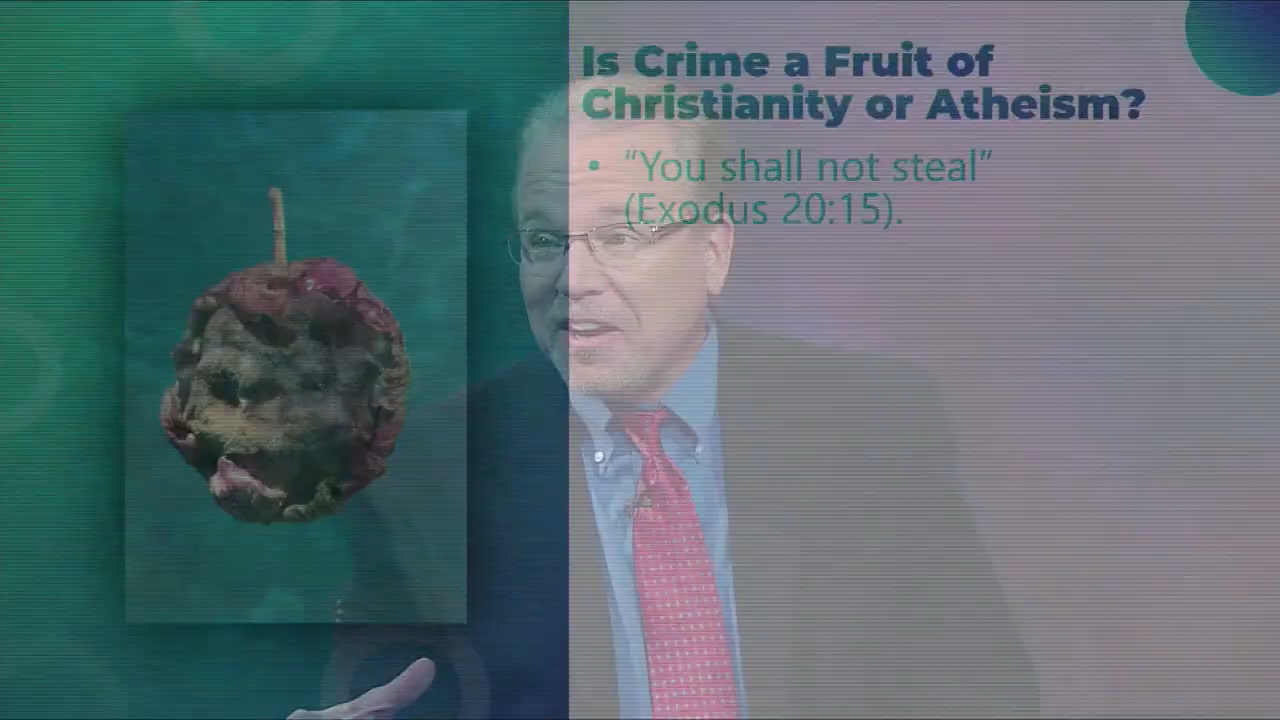 Is Crime a Fruit of
Christianity or Atheism?
• “You shall not steal”
(Exodus 20:15).